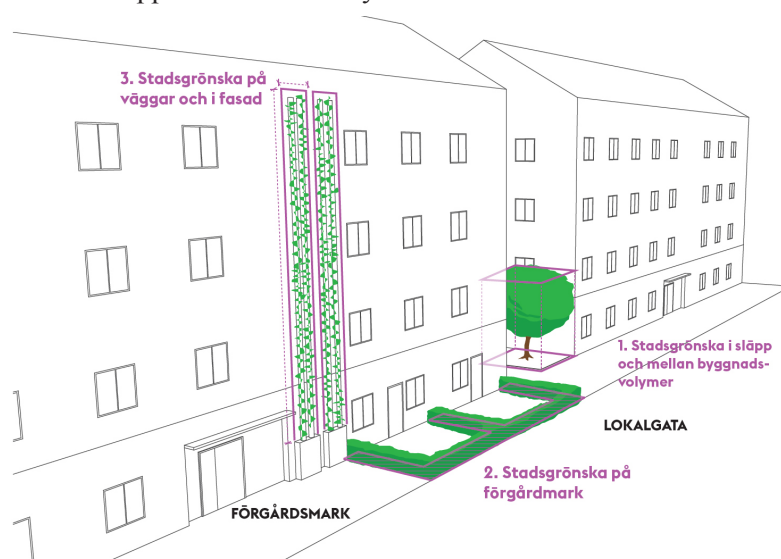 3. Stadsgrönska på
väggar och i fasad
1. Stadsgrönska i släpp
och mellan byggnads-
volymer
LOKALGATA
2. Stadsgrönska på
förgårdmark
FÖRGÅRDSMARK